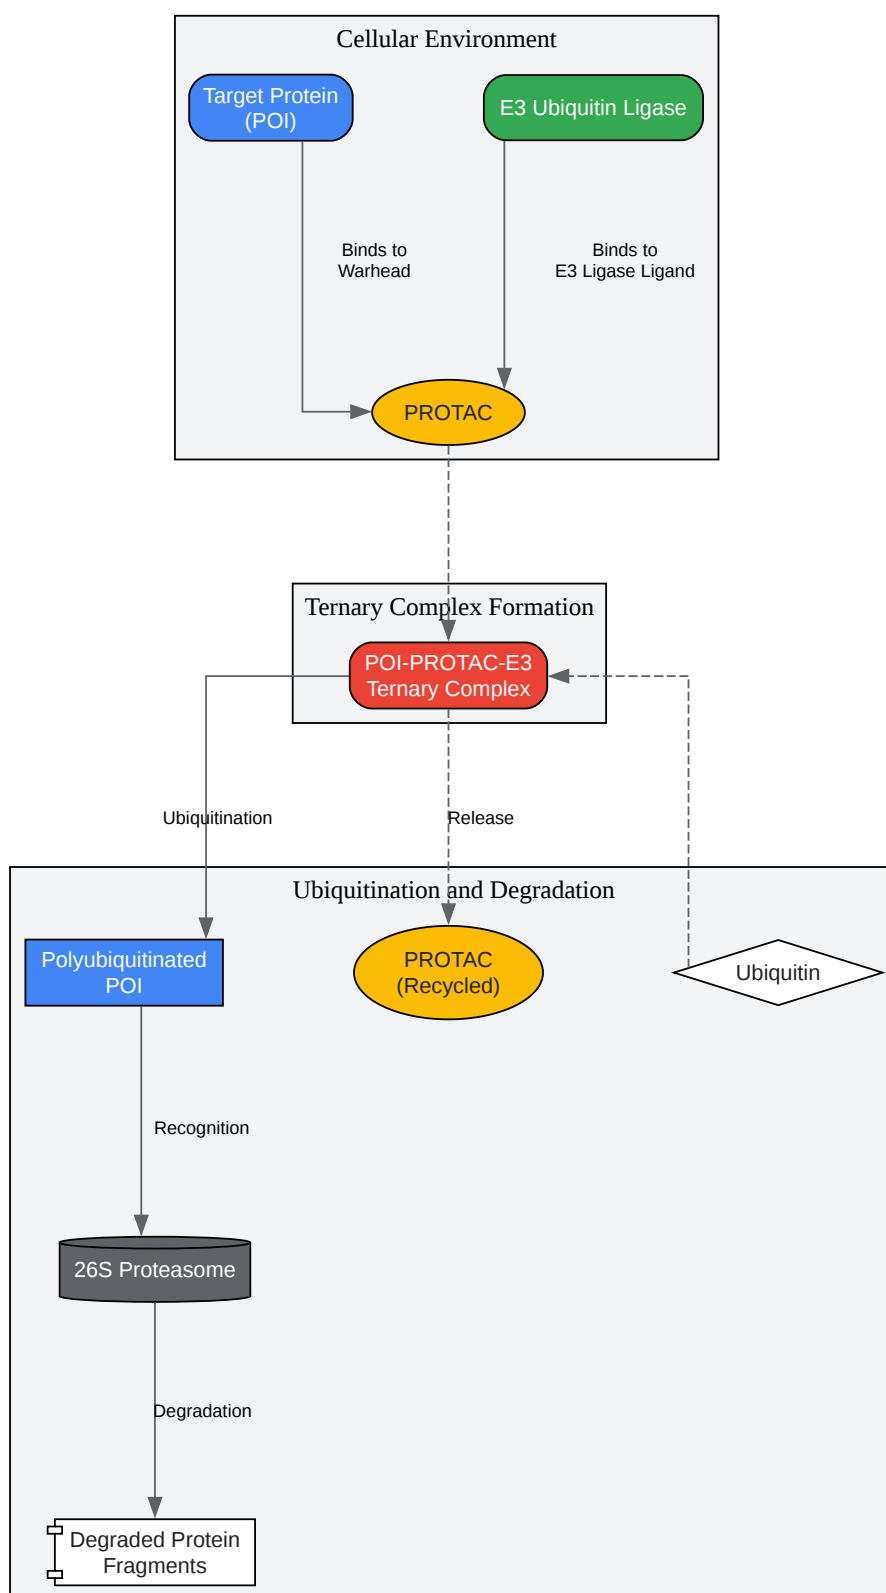 Cellular Environment
Target Protein
(POI)
E3 Ubiquitin Ligase
Binds to
Warhead
Binds to
E3 Ligase Ligand
PROTAC
Ternary Complex Formation
POI-PROTAC-E3
Ternary Complex
Ubiquitination
Release
Ubiquitination and Degradation
Polyubiquitinated
POI
PROTAC
(Recycled)
Ubiquitin
Recognition
26S Proteasome
Degradation
Degraded Protein
Fragments